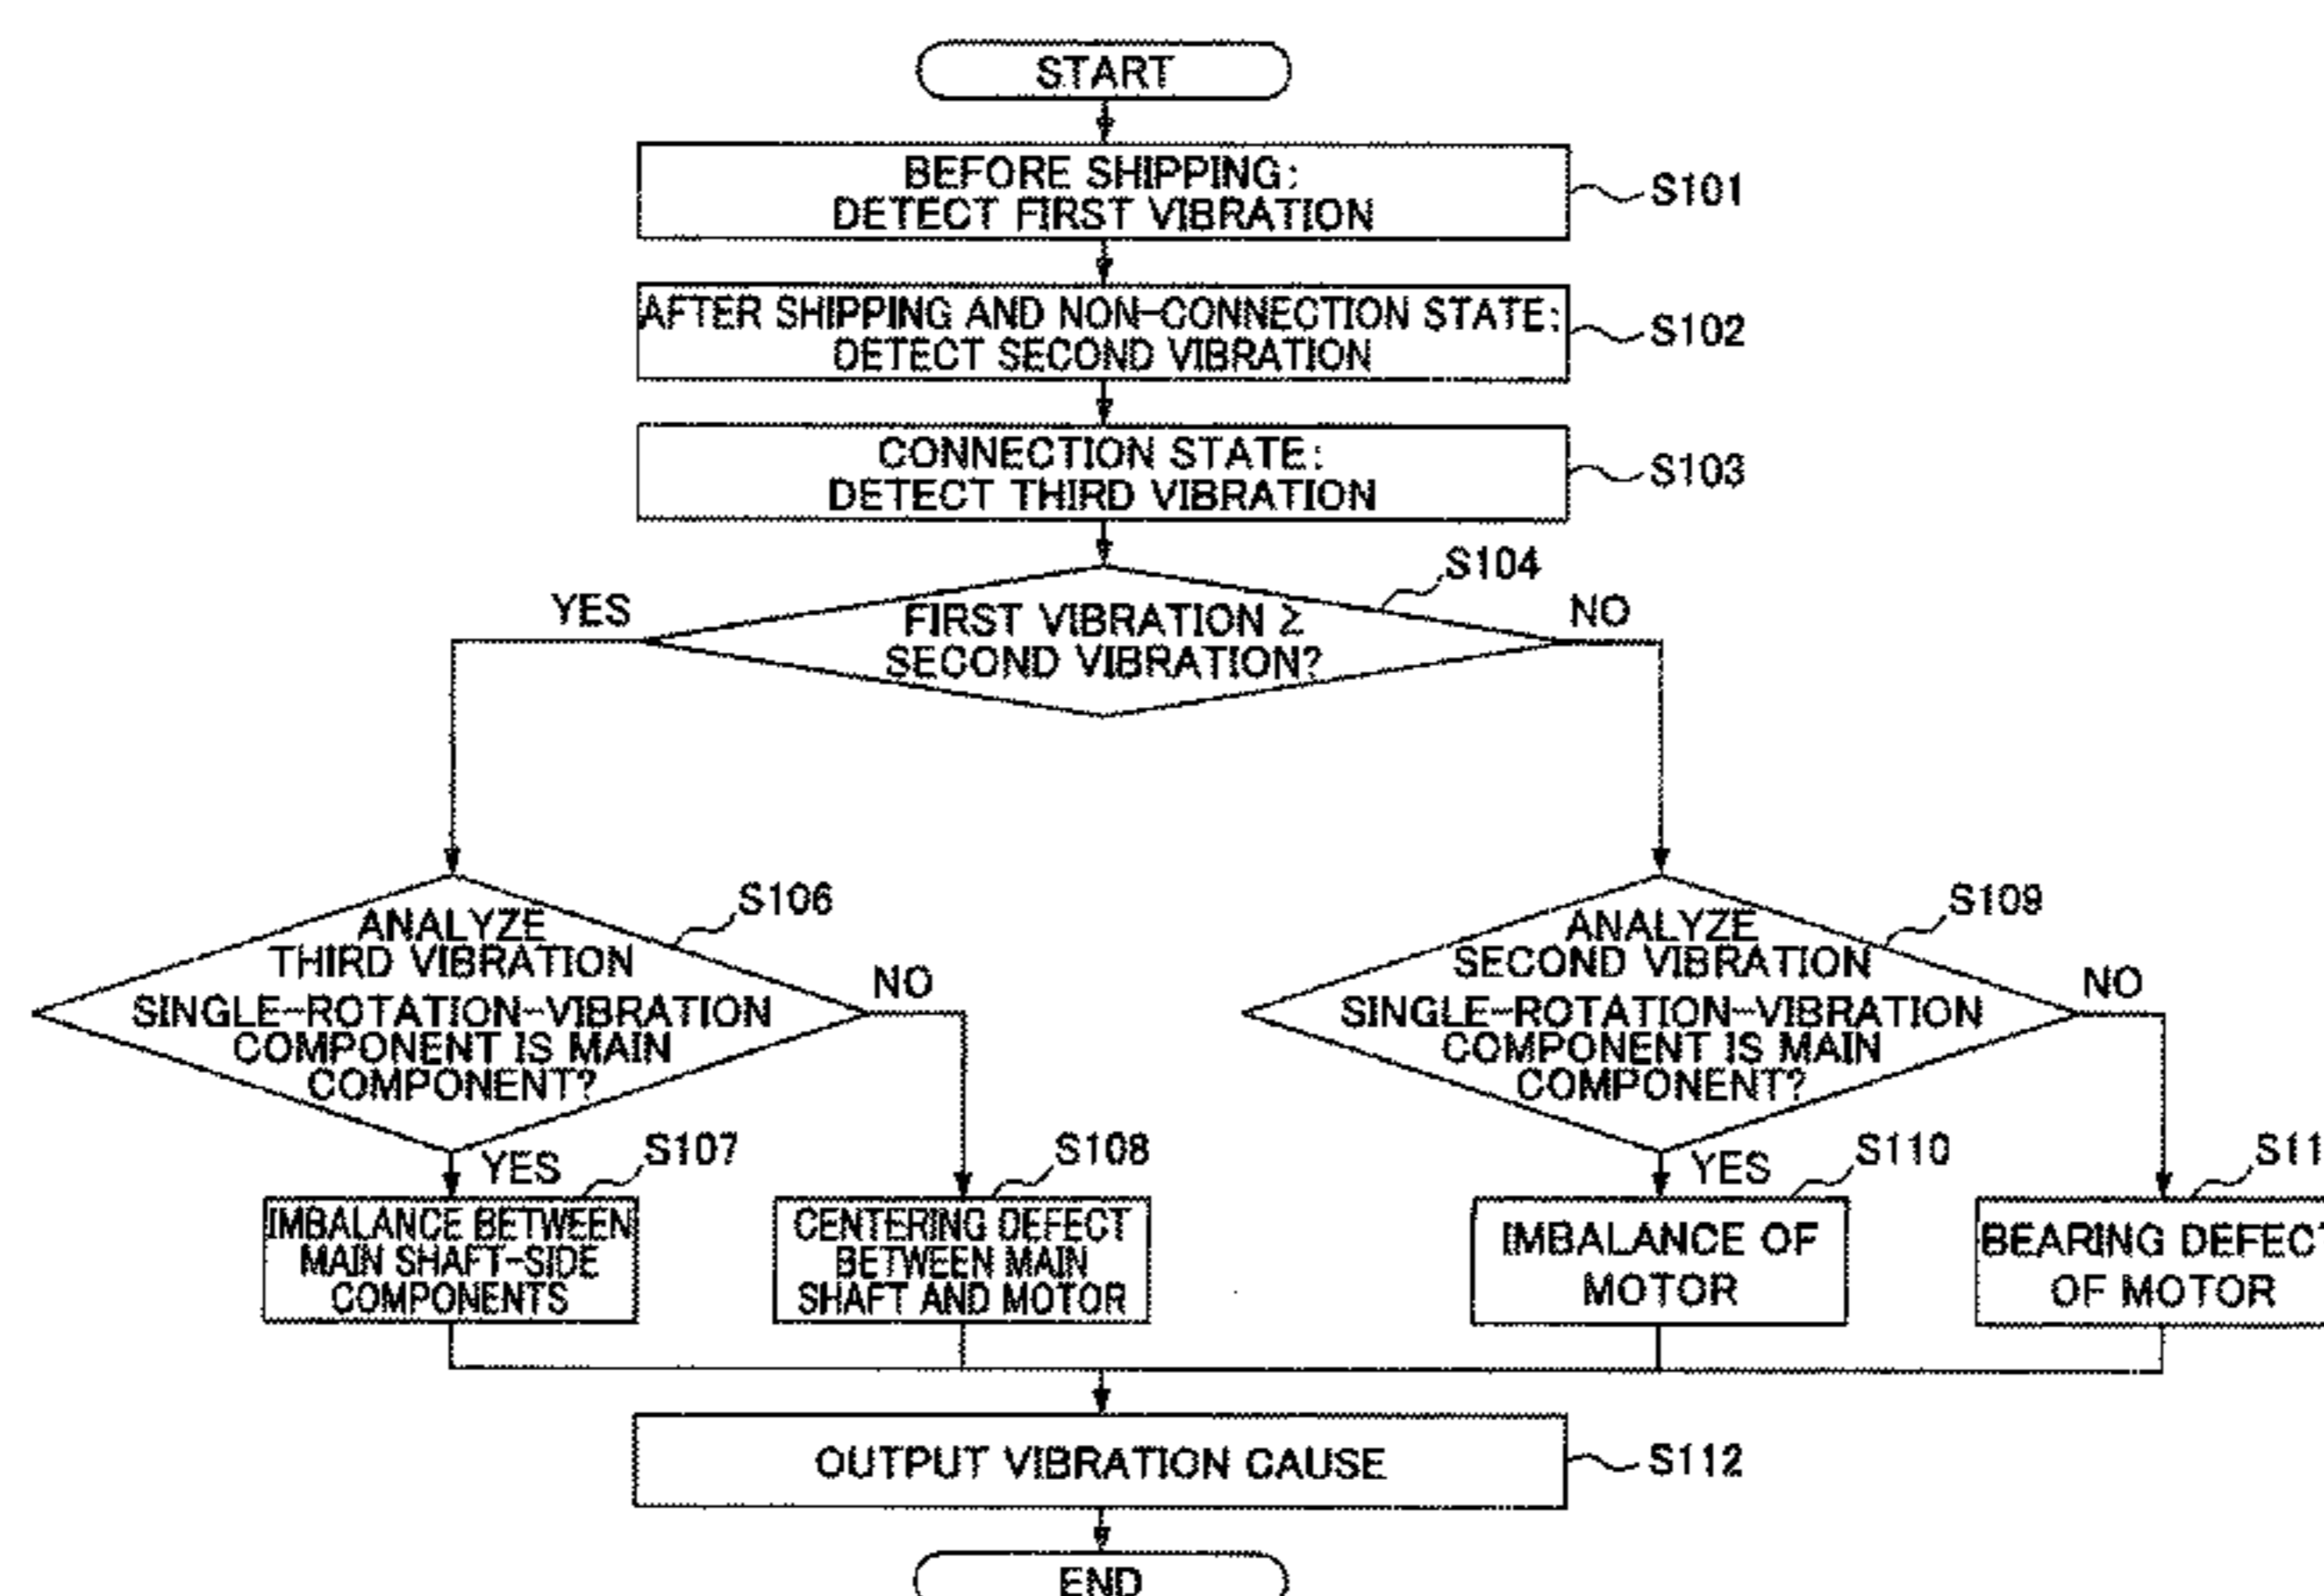 START
BEFORE SHIPPING:
DETECT FIRST VIBRATION
S101
AFTER SHIPPING AND NON-CONNECTION STATE:
DETECT SECOND VIBRATION
S102
CONNECTION STATE:
DETECT THIRD VIBRATION
S103
S104
YES
NO
FIRST VIBRATION ≥
SECOND VIBRATION?
S106
ANALYZE
THIRD VIBRATION
SINGLE-ROTATION-VIBRATION
COMPONENT IS MAIN
COMPONENT?
NO
YES
S109
ANALYZE
SECOND VIBRATION
SINGLE-ROTATION-VIBRATION
COMPONENT IS MAIN
COMPONENT?
NO
YES
S107
IMBALANCE BETWEEN
MAIN SHAFT-SIDE
COMPONENTS
S108
CENTERING DEFECT
BETWEEN MAIN
SHAFT AND MOTOR
S110
IMBALANCE OF
MOTOR
S11
BEARING DEFECT
OF MOTOR
OUTPUT VIBRATION CAUSE
S112
END